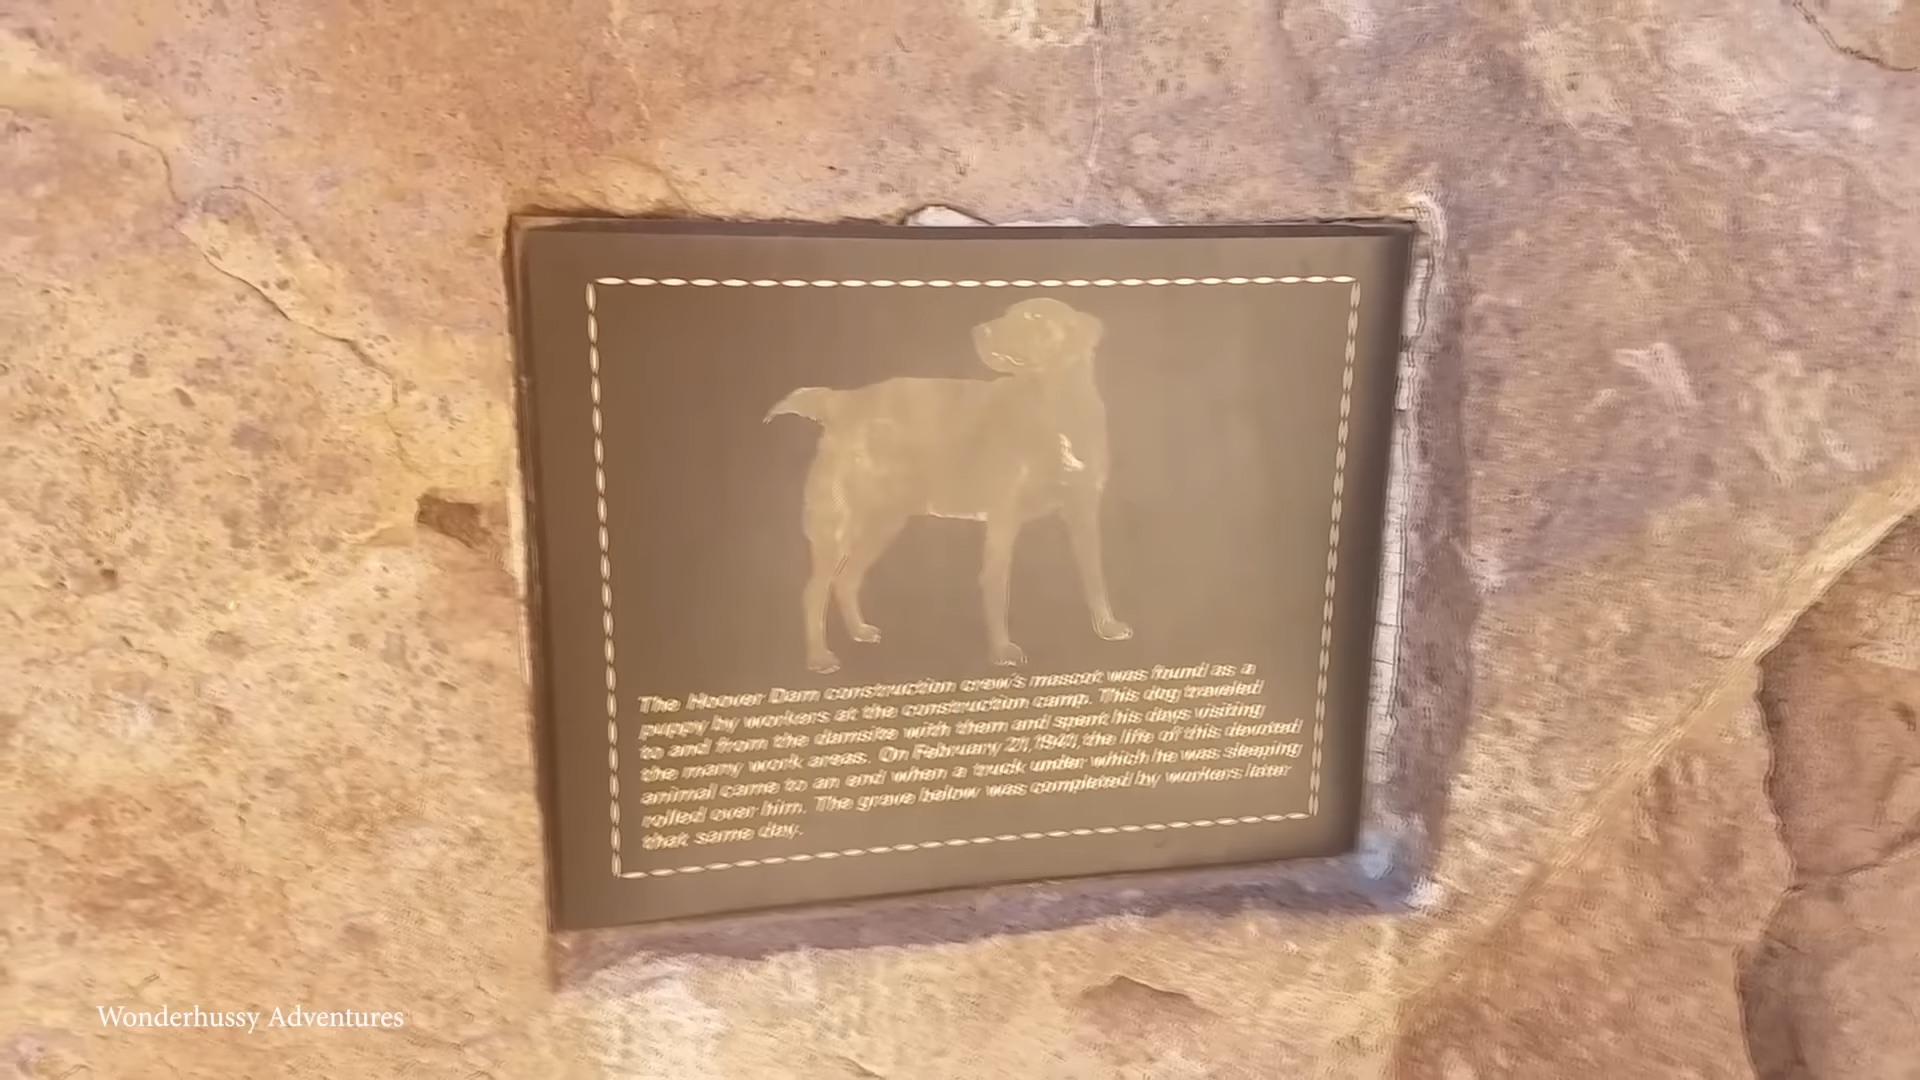 The Hoover Dam construction crew's mascot was found as a
puppy by workers at the construction camp. This dog traveled
to and from the damsite with them and spent his days visiting
the many work areas. On February 21, 1941, the life of this devoted
animal came to an end when a truck under which he was sleeping
rolled over him. The grave below was completed by workers later
that same day.
Wonderhussy Adventures